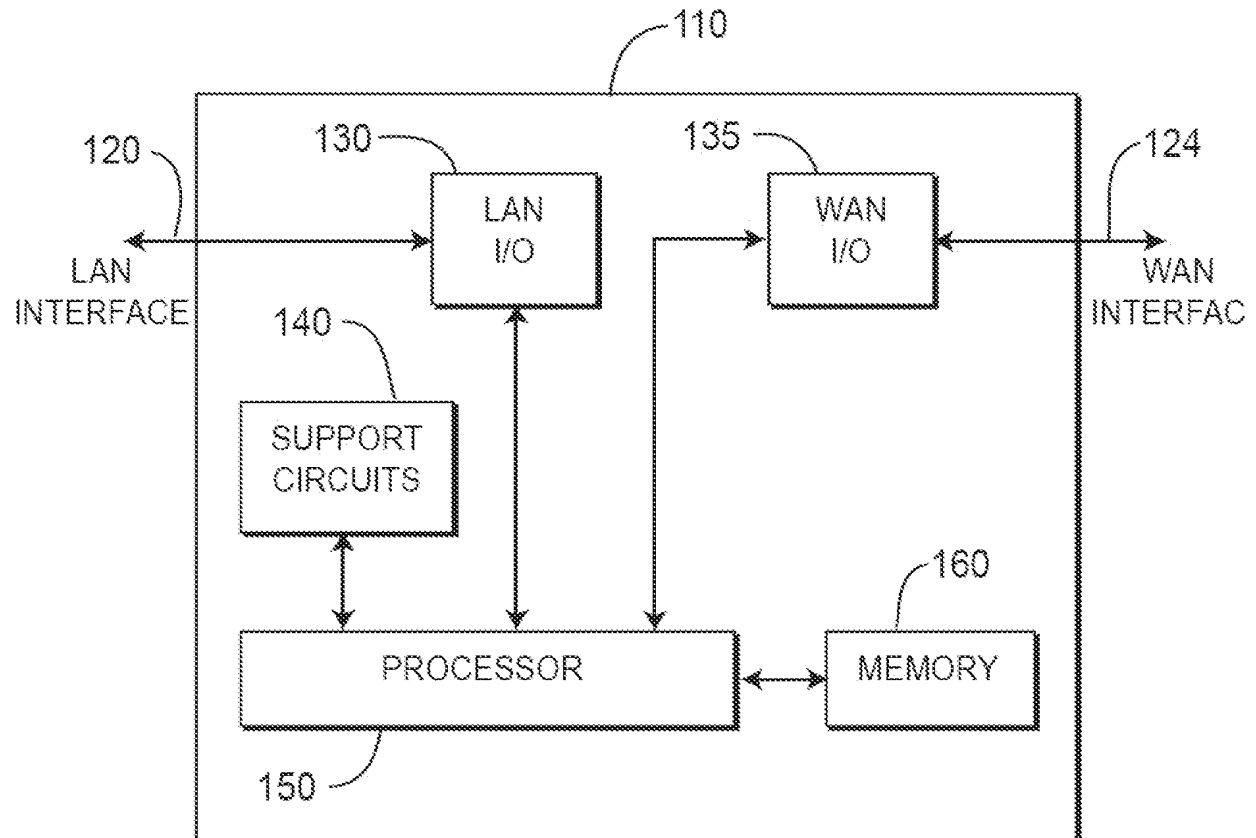 110
130
135
120
124
LAN
I/O
WAN
I/O
LAN
INTERFACE
WAN
INTERFAC
140
SUPPORT
CIRCUITS
160
PROCESSOR
MEMORY
150